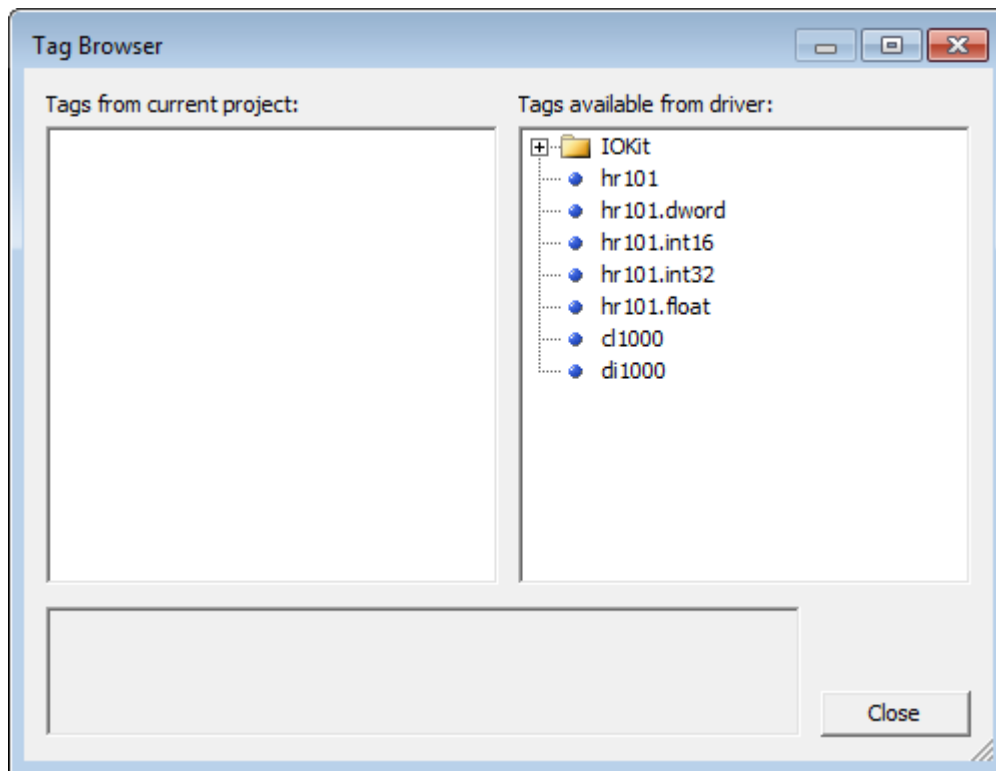 Tag Browser
Tags from current project:
Tags available from driver:
IOKit
hr101
hr101.dword
hr101.int16
hr101.int32
hr101.float
cl1000
di1000
Close